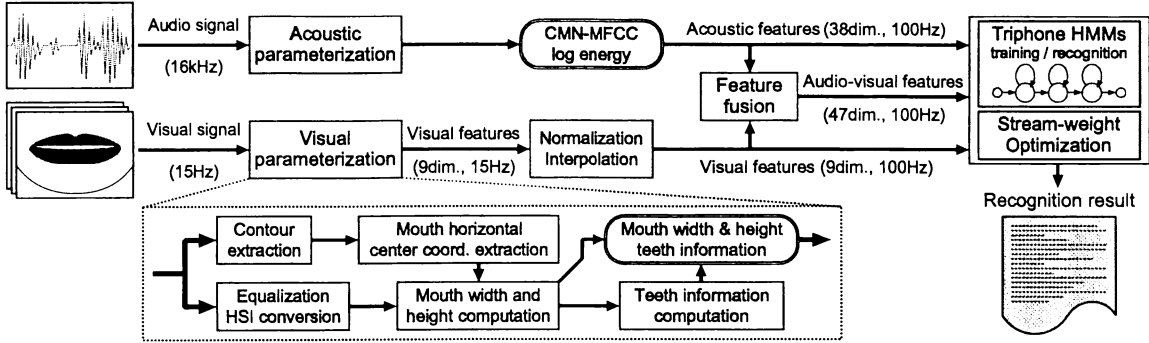 Audio signal
(16kHz)
Acoustic
parameterization
CMN-MFCC
log energy
Acoustic features (38dim., 100Hz)
Triphone HMMs
training / recognition
Feature
fusion
Audio-visual features
(47dim., 100Hz)
Visual signal
(15Hz)
Visual
parameterization
Visual features
(9dim., 15Hz)
Normalization
Interpolation
Visual features (9dim., 100Hz)
Stream-weight
Optimization
Recognition result
Contour
extraction
Mouth horizontal
center coord. extraction
Mouth width & height
teeth information
Equalization
HSI conversion
Mouth width and
height computation
Teeth information
computation